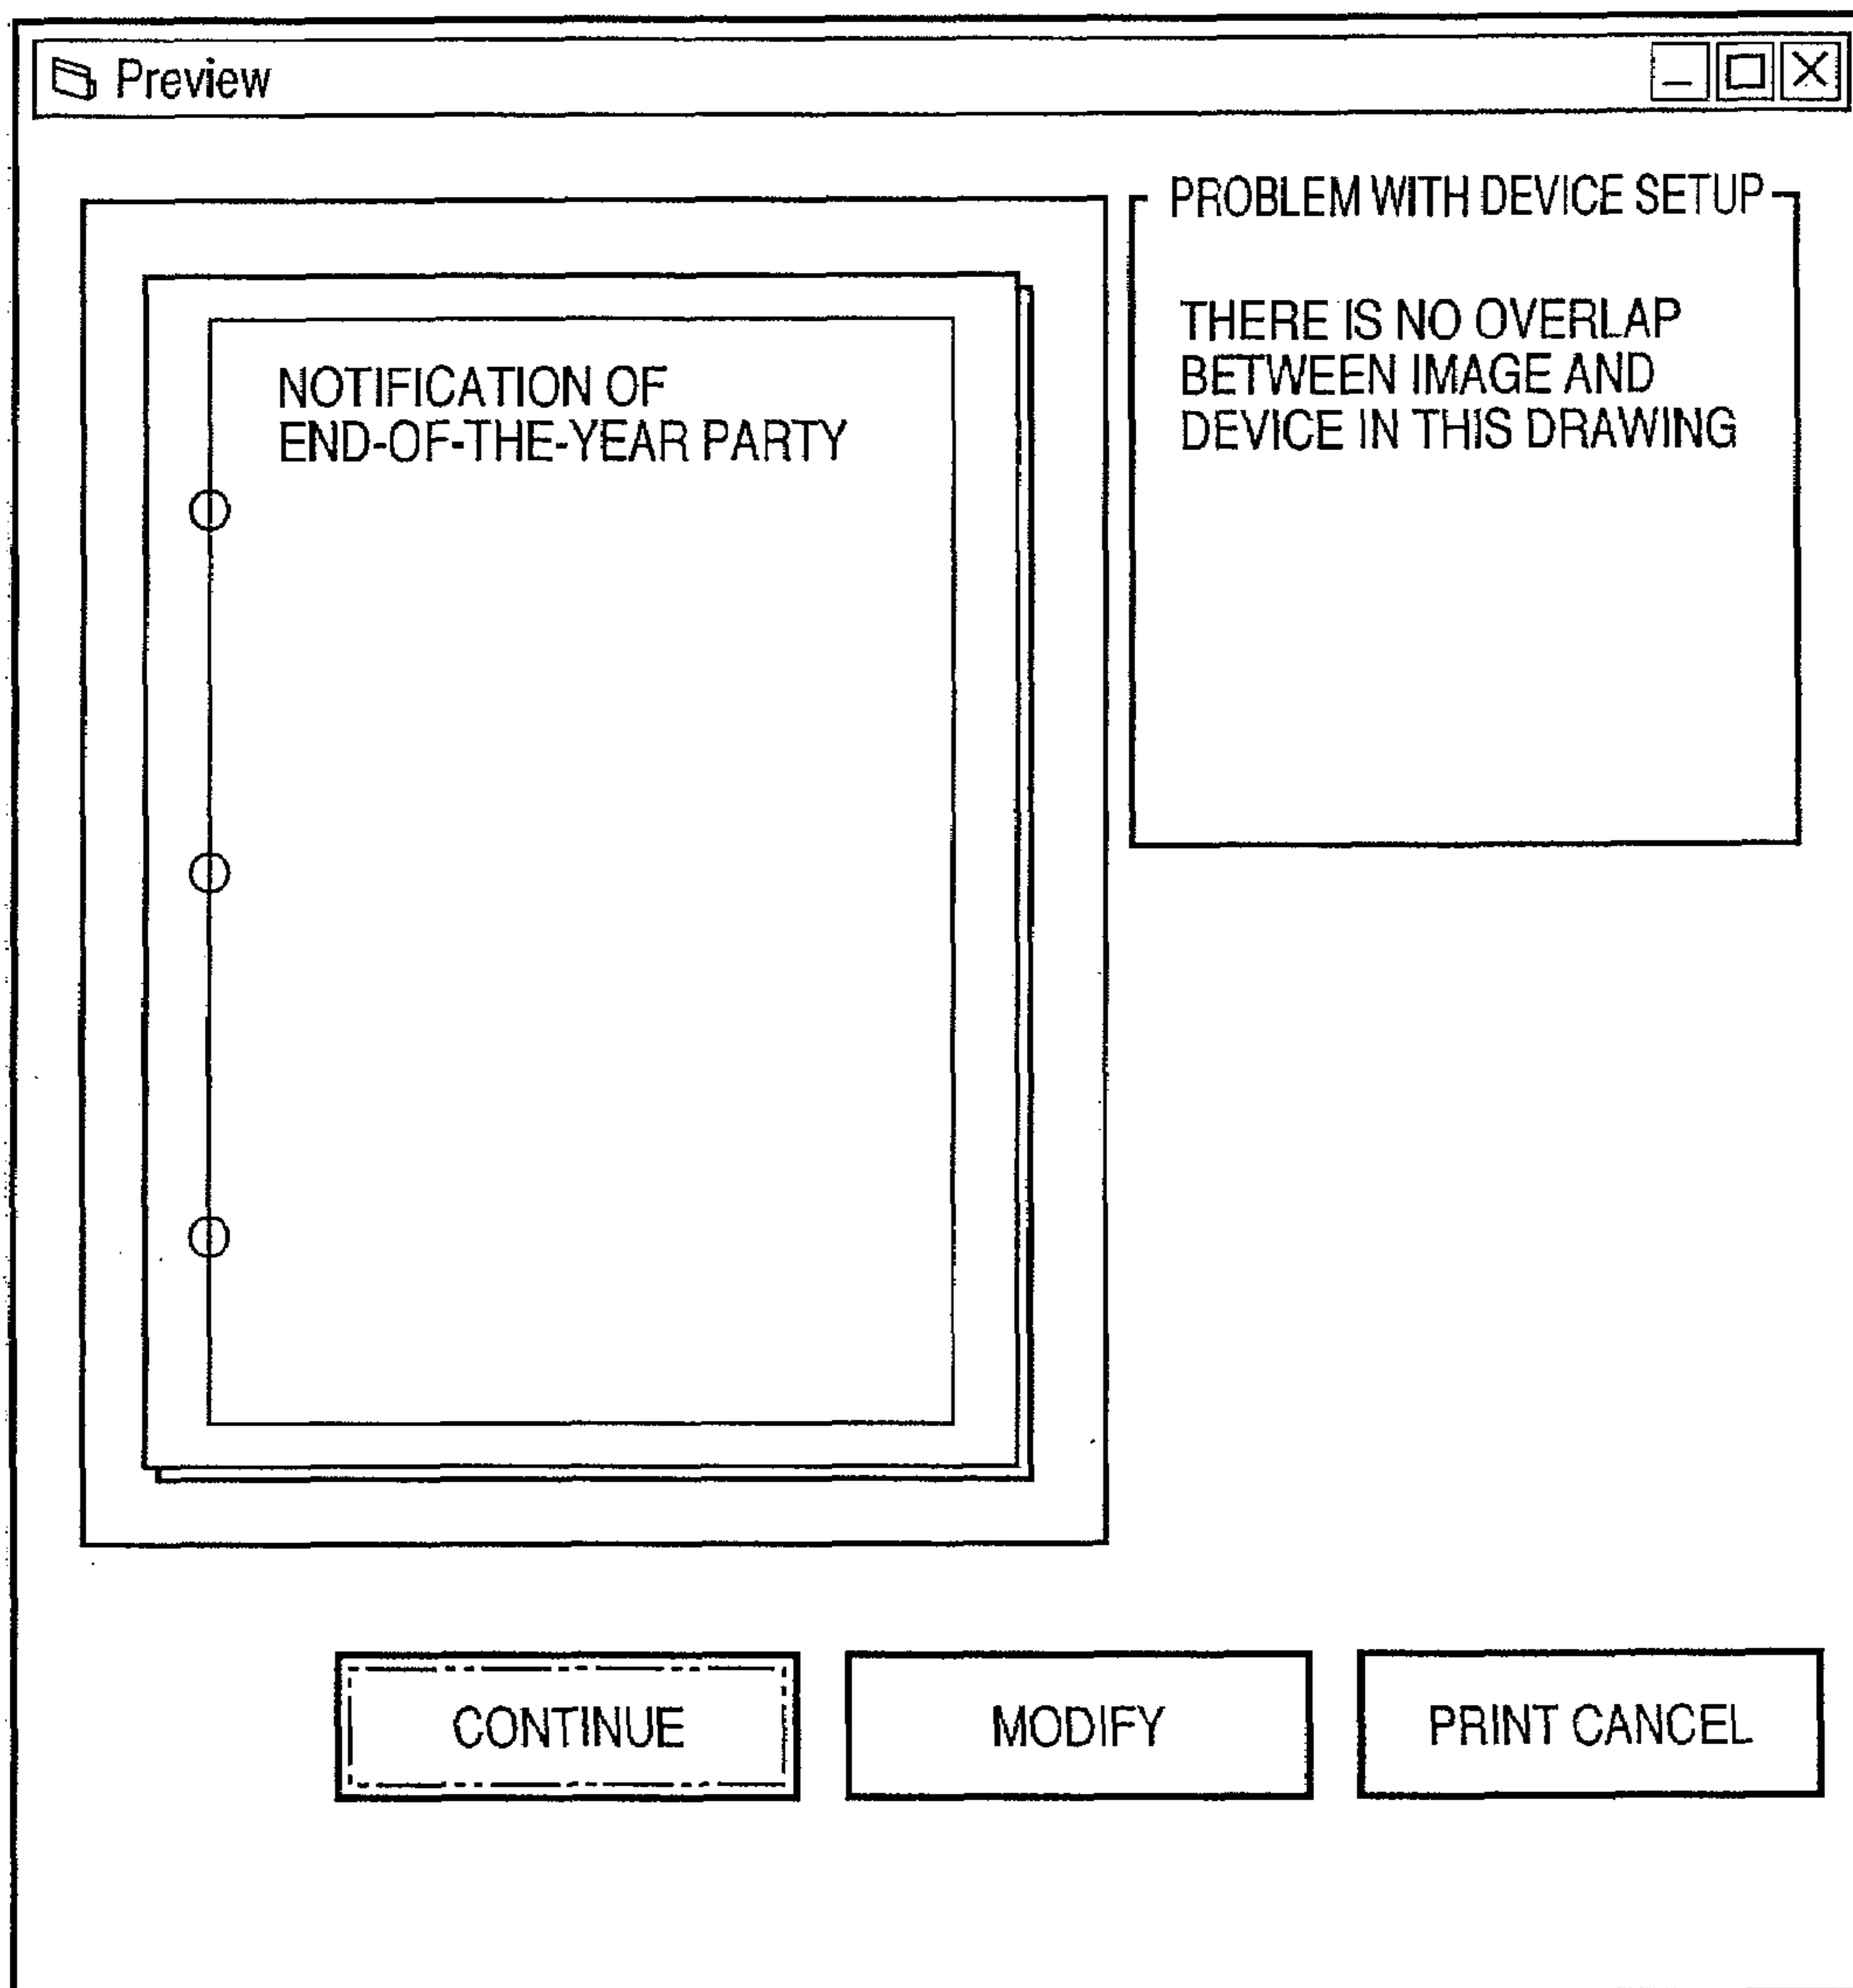 Preview
PROBLEM WITH DEVICE SETUP
THERE IS NO OVERLAP
BETWEEN IMAGE AND
DEVICE IN THIS DRAWING
NOTIFICATION OF
END-OF-THE-YEAR PARTY
CONTINUE
MODIFY
PRINT CANCEL